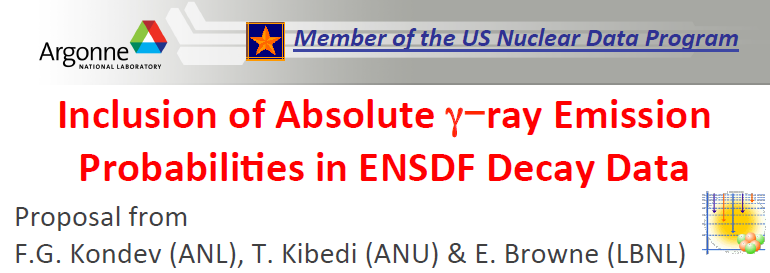 Argonne
NATIONAL LABORATORY
Member of the US Nuclear Data Program
Inclusion of Absolute γ−ray Emission
Probabilities in ENSDF Decay Data
Proposal from
F.G. Kondev (ANL), T. Kibedi (ANU) & E. Browne (LBNL)